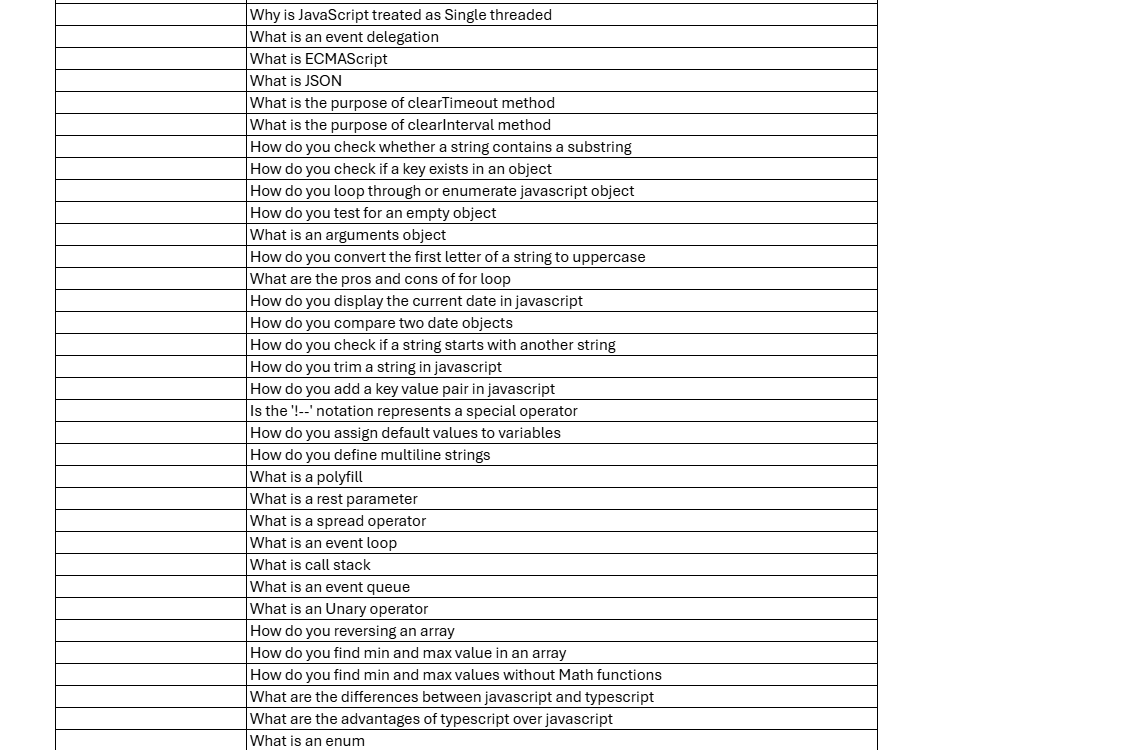 Why is JavaScript treated as Single threaded
What is an event delegation
What is ECMAScript
What is JSON
What is the purpose of clearTimeout method
What is the purpose of clearInterval method
How do you check whether a string contains a substring
How do you check if a key exists in an object
How do you loop through or enumerate javascript object
How do you test for an empty object
What is an arguments object
How do you convert the first letter of a string to uppercase
What are the pros and cons of for loop
How do you display the current date in javascript
How do you compare two date objects
How do you check if a string starts with another string
How do you trim a string in javascript
How do you add a key value pair in javascript
Is the '!--' notation represents a special operator
How do you assign default values to variables
How do you define multiline strings
What is a polyfill
What is a rest parameter
What is a spread operator
What is an event loop
What is call stack
What is an event queue
What is an Unary operator
How do you reversing an array
How do you find min and max value in an array
How do you find min and max values without Math functions
What are the differences between javascript and typescript
What are the advantages of typescript over javascript
What is an enum